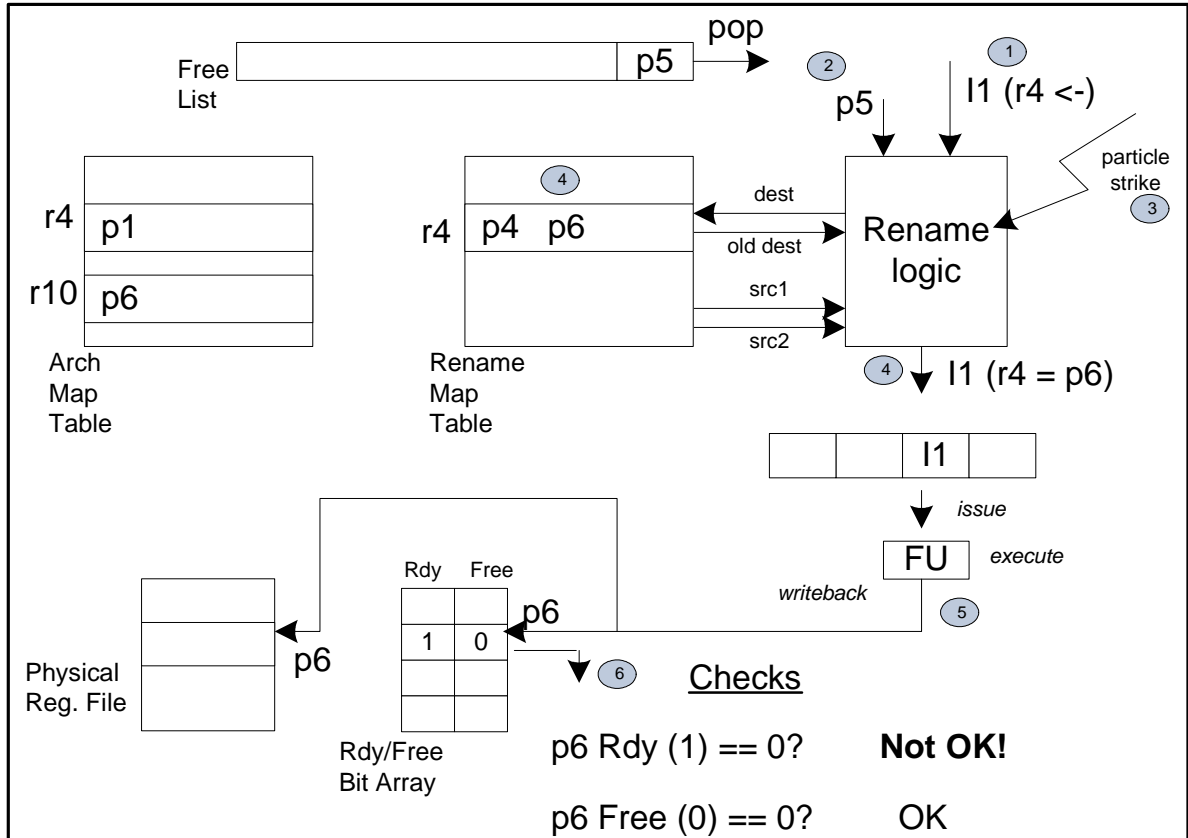 pop
1
2
Free
List
p5
I1 (r4 <-)
p5
particle
strike
3
4
dest
r4
p1
r4
p4 p6
old dest
Rename
logic
r10
p6
src1
src2
Arch
Map
Table
Rename
Map
Table
4
I1 (r4 = p6)
I1
issue
FU
execute
Rdy Free
writeback
5
p6
1 0
p6
6
Checks
Physical
Reg. File
Rdy/Free
Bit Array
p6 Rdy (1) == 0? Not OK!
p6 Free (0) == 0? OK